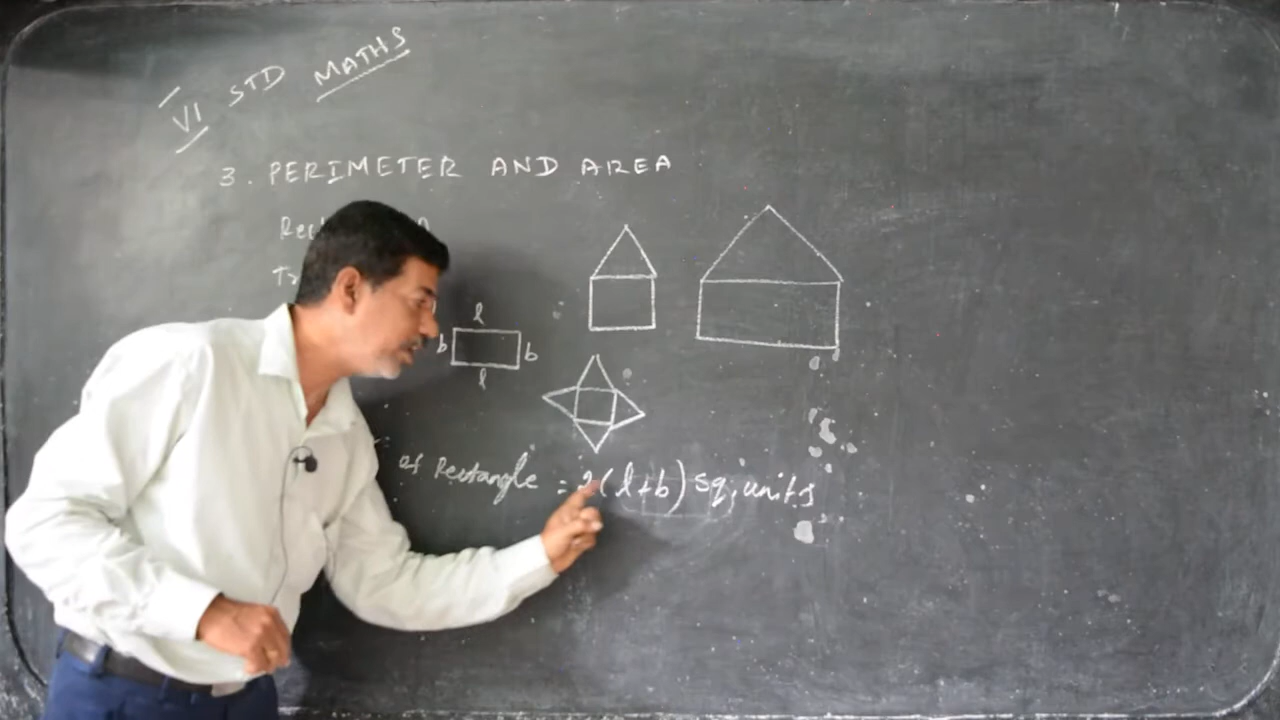 VI STD MATHS
3. PERIMETER AND AREA
l
b b
l
of Rectangle = 2(l+b) sq, units